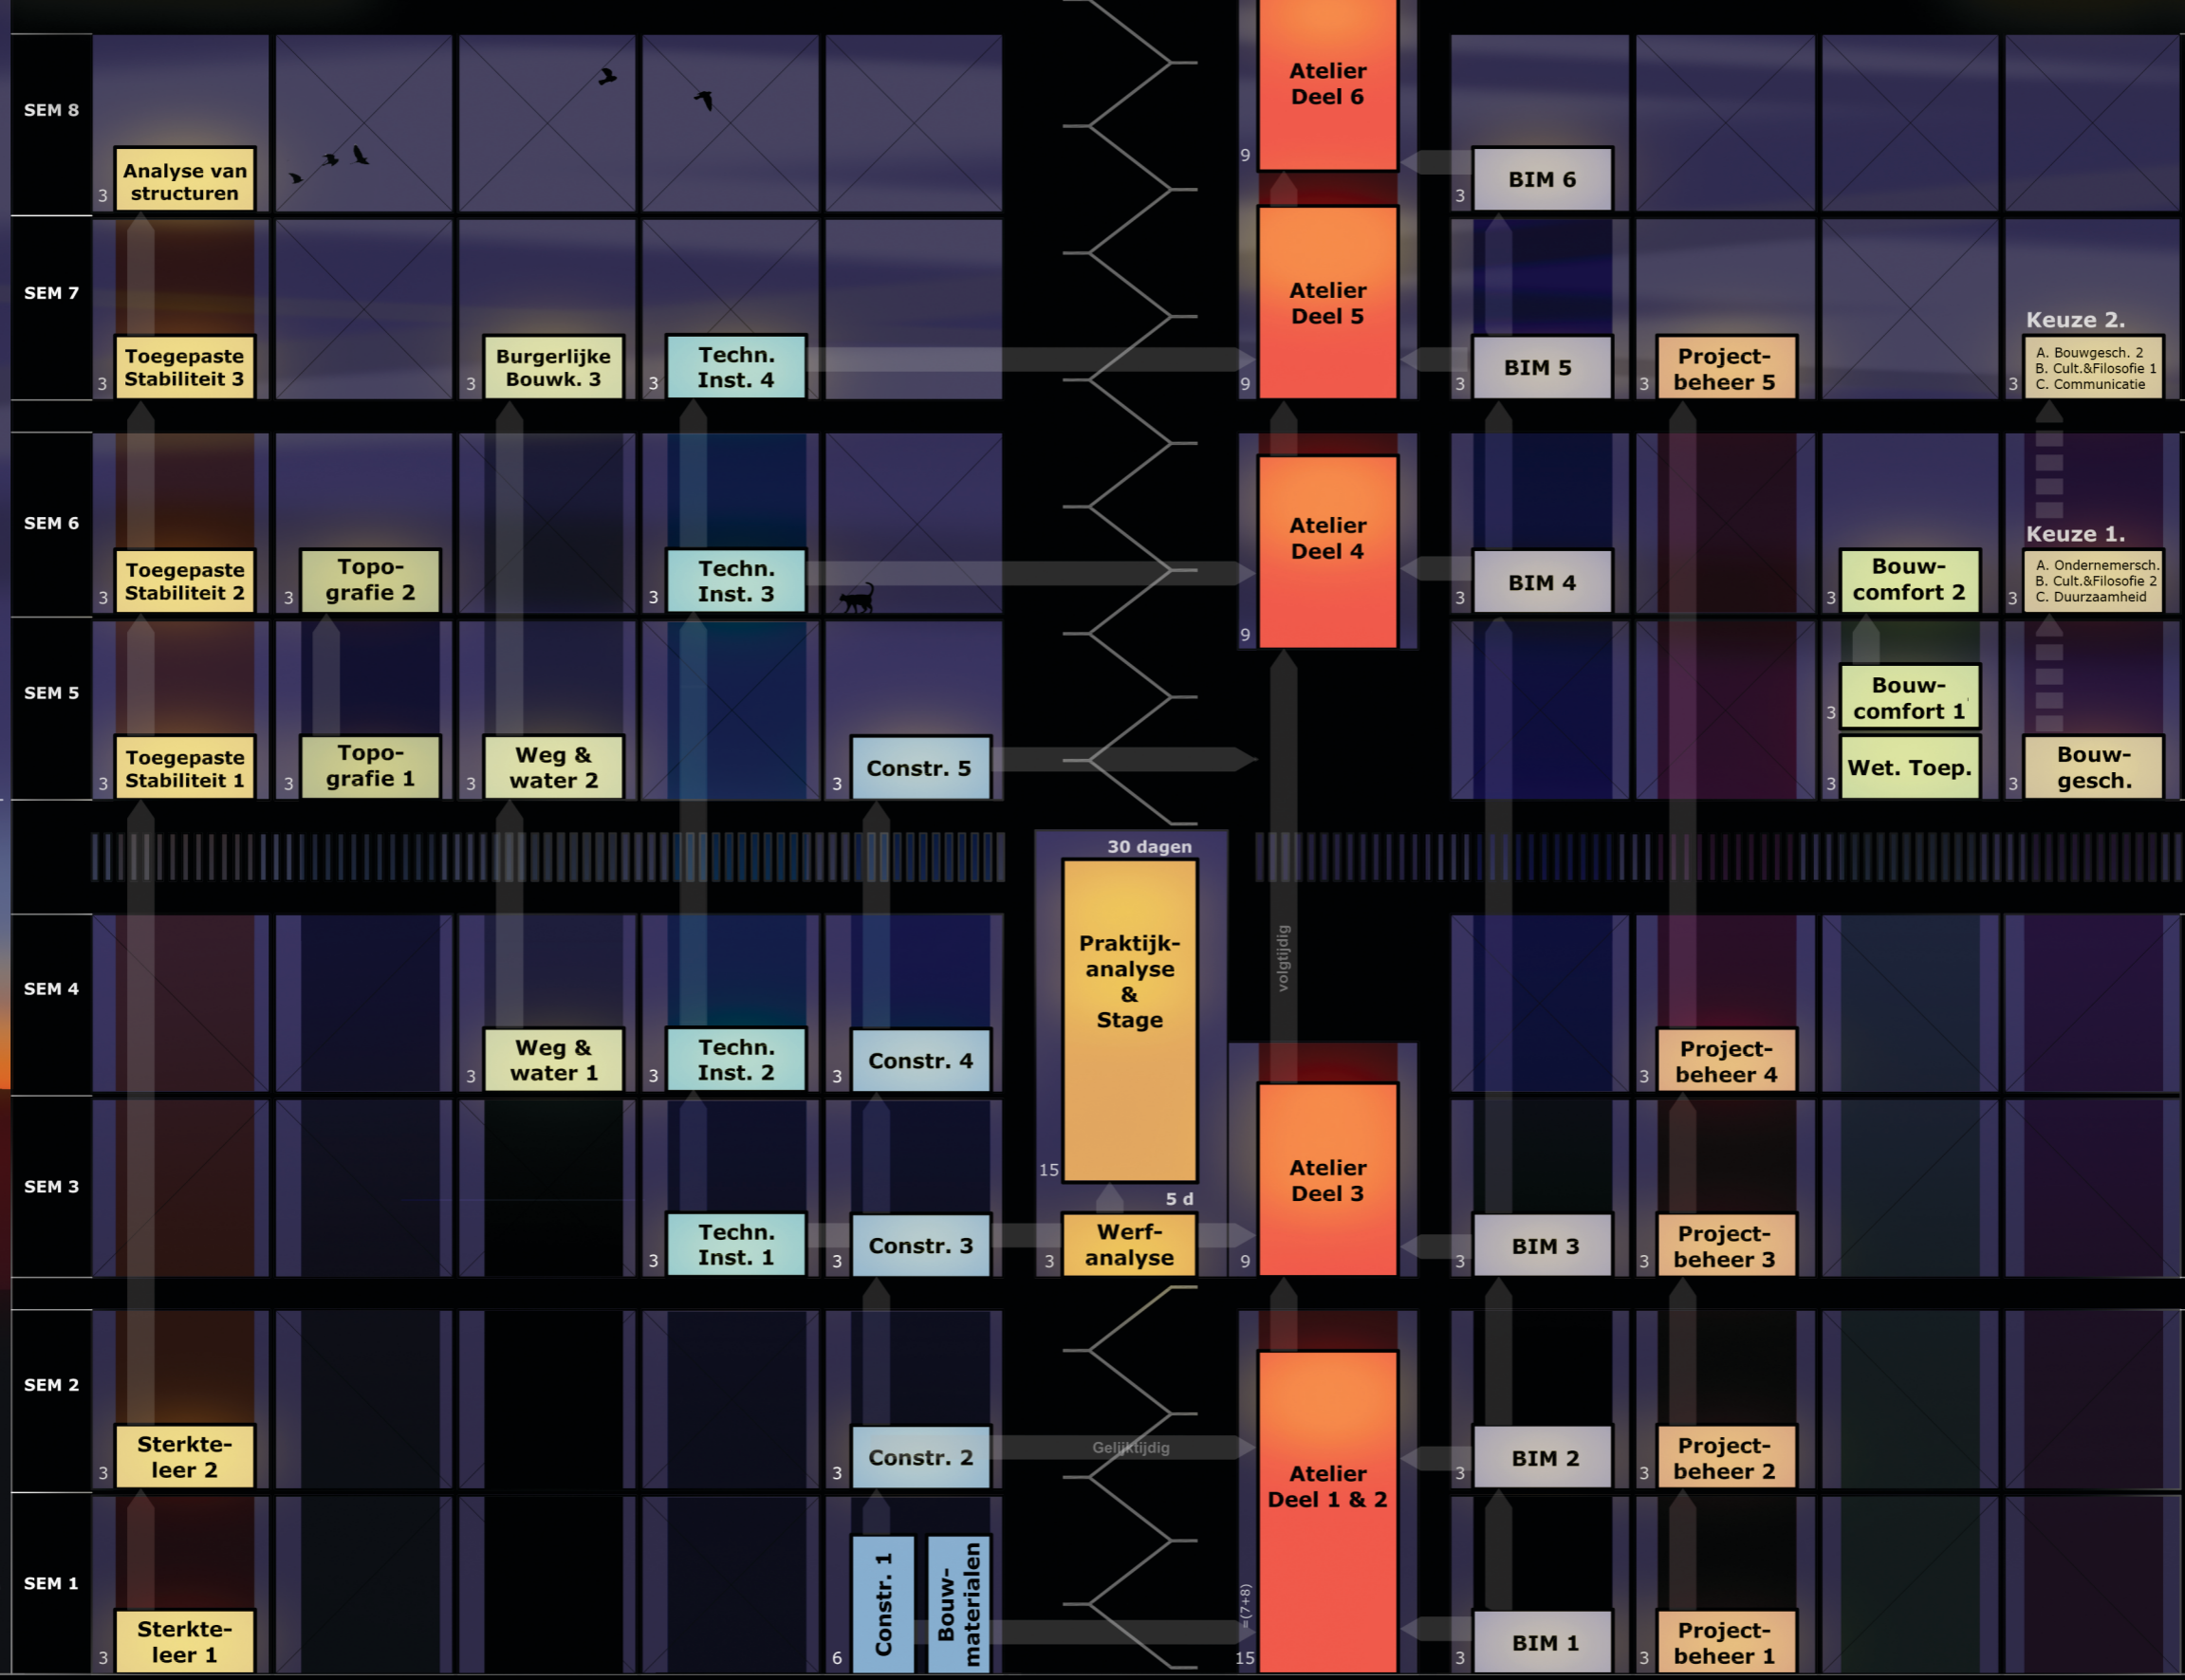 SEM 8
3
Analyse van
structuren
9
Atelier
Deel 6
3
BIM 6
SEM 7
3
Toegepaste
Stabiliteit 3
3
Burgerlijke
Bouwk. 3
3
Techn.
Inst. 4
9
Atelier
Deel 5
3
BIM 5
3
Project-
beheer 5
Keuze 2.
3
A. Bouwgesch. 2
B. Cult.&Filosofie 1
C. Communicatie
SEM 6
3
Toegepaste
Stabiliteit 2
3
Topo-
grafie 2
3
Techn.
Inst. 3
9
Atelier
Deel 4
3
BIM 4
3
Bouw-
comfort 2
Keuze 1.
3
A. Ondernemersch.
B. Cult.&Filosofie 2
C. Duurzaamheid
SEM 5
3
Toegepaste
Stabiliteit 1
3
Topo-
grafie 1
3
Weg &
water 2
3
Constr. 5
3
Bouw-
comfort 1
3
Wet. Toep.
3
Bouw-
gesch.
30 dagen
15
Praktijk-
analyse
&
Stage
volgtijdig
SEM 4
3
Weg &
water 1
3
Techn.
Inst. 2
3
Constr. 4
3
Project-
beheer 4
SEM 3
3
Techn.
Inst. 1
3
Constr. 3
5 d
3
Werf-
analyse
9
Atelier
Deel 3
3
BIM 3
3
Project-
beheer 3
SEM 2
3
Sterkte-
leer 2
3
Constr. 2
Gelijktijdig
Atelier
Deel 1 & 2
3
BIM 2
3
Project-
beheer 2
SEM 1
3
Sterkte-
leer 1
6
Constr. 1
Bouw-
materialen
=(7+8)
15
3
BIM 1
3
Project-
beheer 1